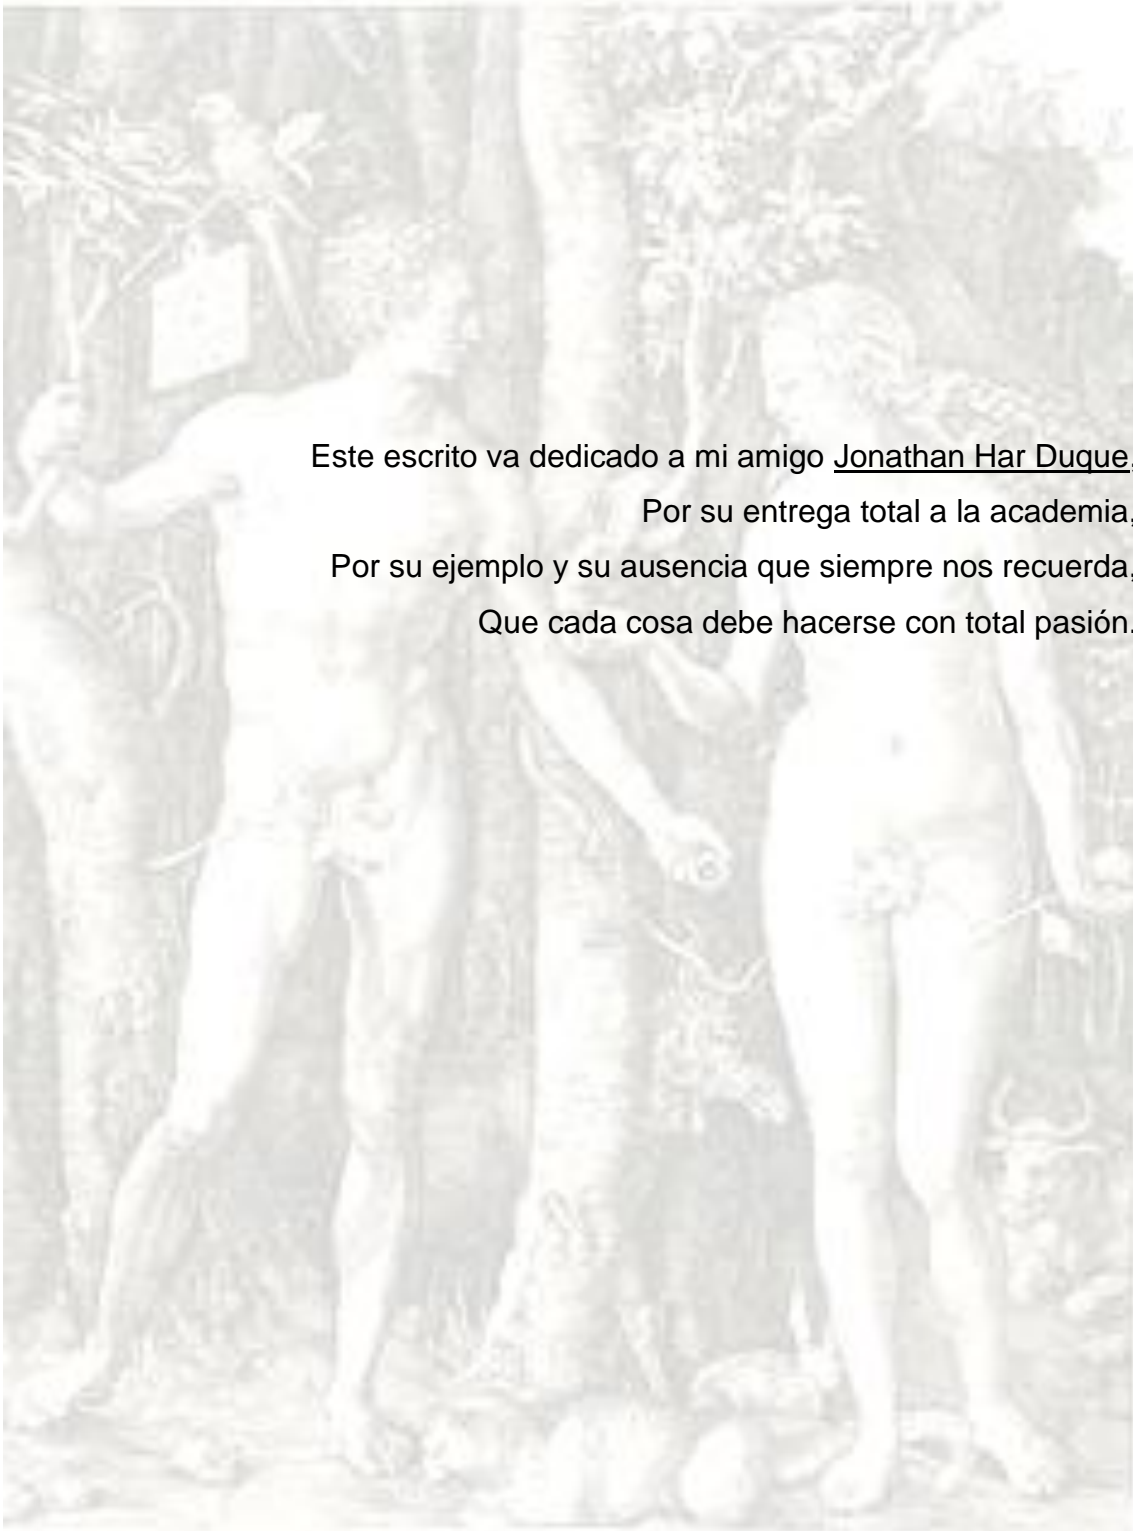 Este escrito va dedicado a mi amigo Jonathan Har Duque,
Por su entrega total a la academia,
Por su ejemplo y su ausencia que siempre nos recuerda,
Que cada cosa debe hacerse con total pasión.